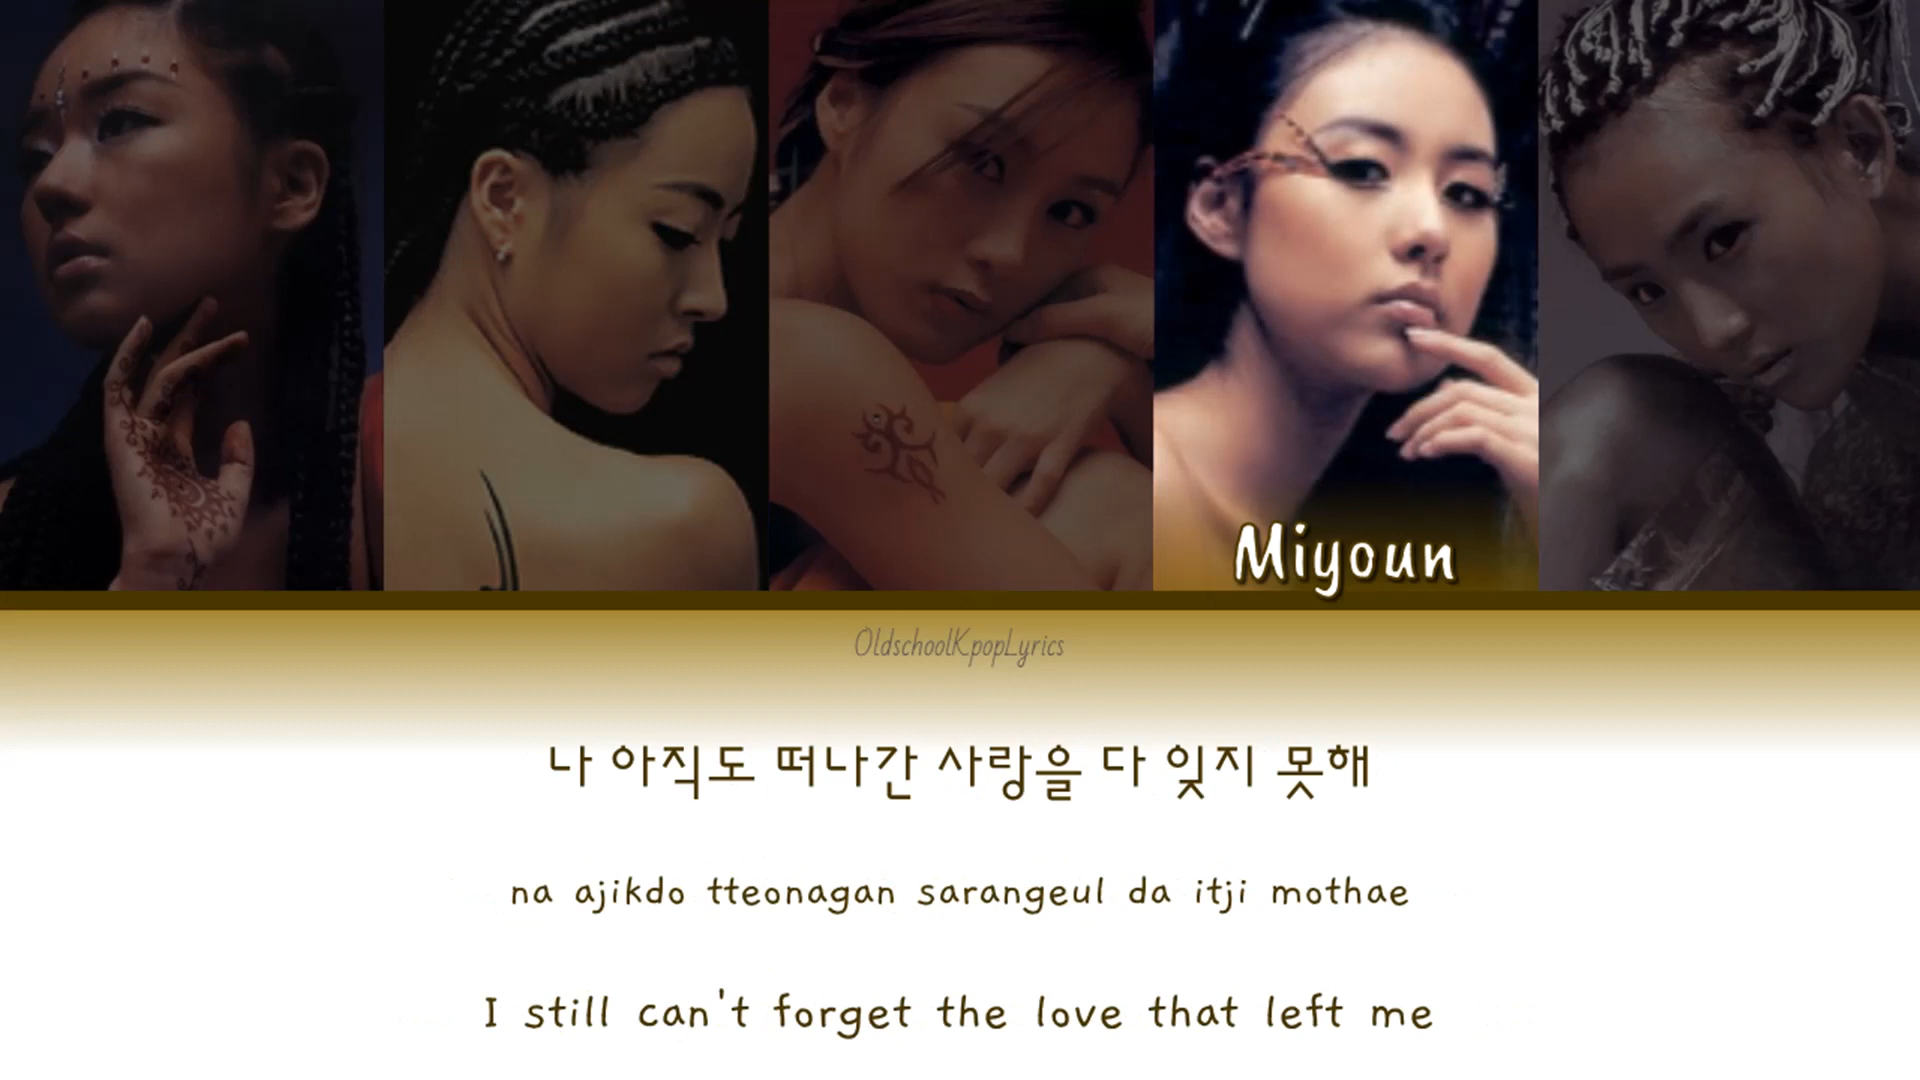 Miyoun
OldschoolKpopLyrics
나 아직도 떠나간 사랑을 다 잊지 못해
na ajikdo tteonagan sarangeul da itji mothae
I still can't forget the love that left me